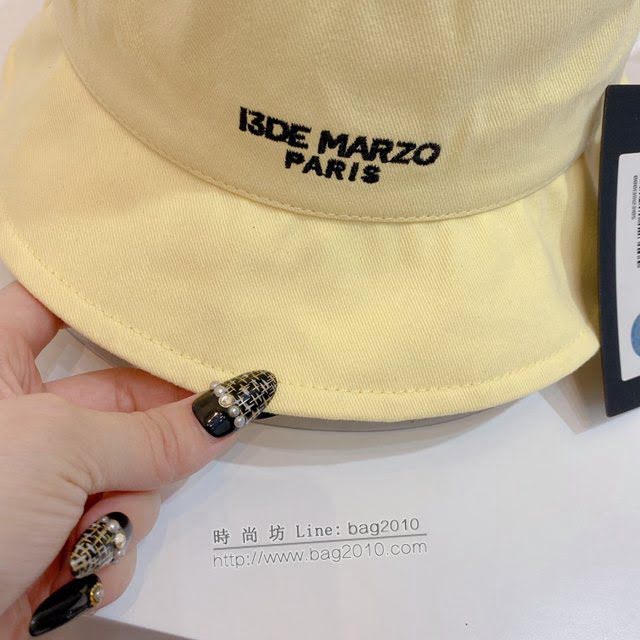 13DE MARZO
PARIS
時尚坊 Line: bag2010
http://www.bag2010.com